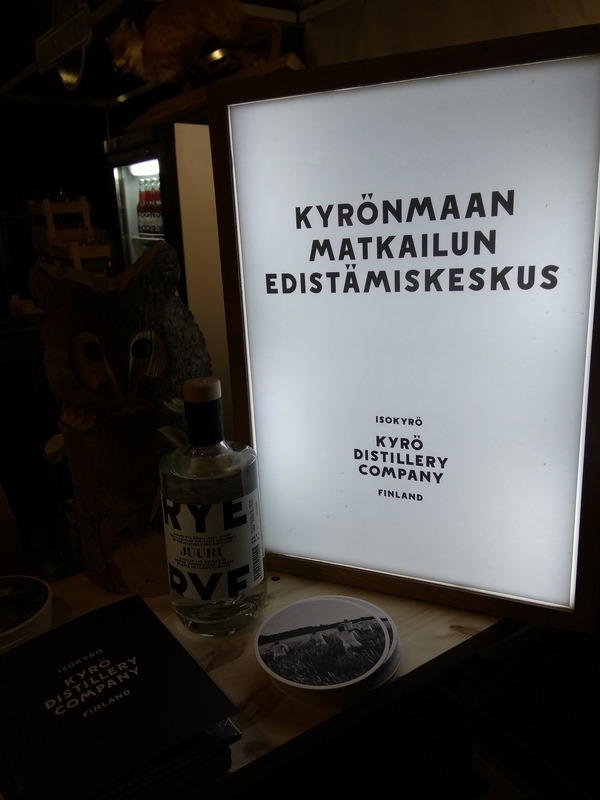 KYRÖNMAAN
MATKAILUN
EDISTÄMISKESKUS
ISOKYRÖ
KYRÖ
DISTILLERY
COMPANY
FINLAND
RYE
JUURI
RYE
ISOKYRÖ
KYRÖ
DISTILLERY
COMPANY
FINLAND